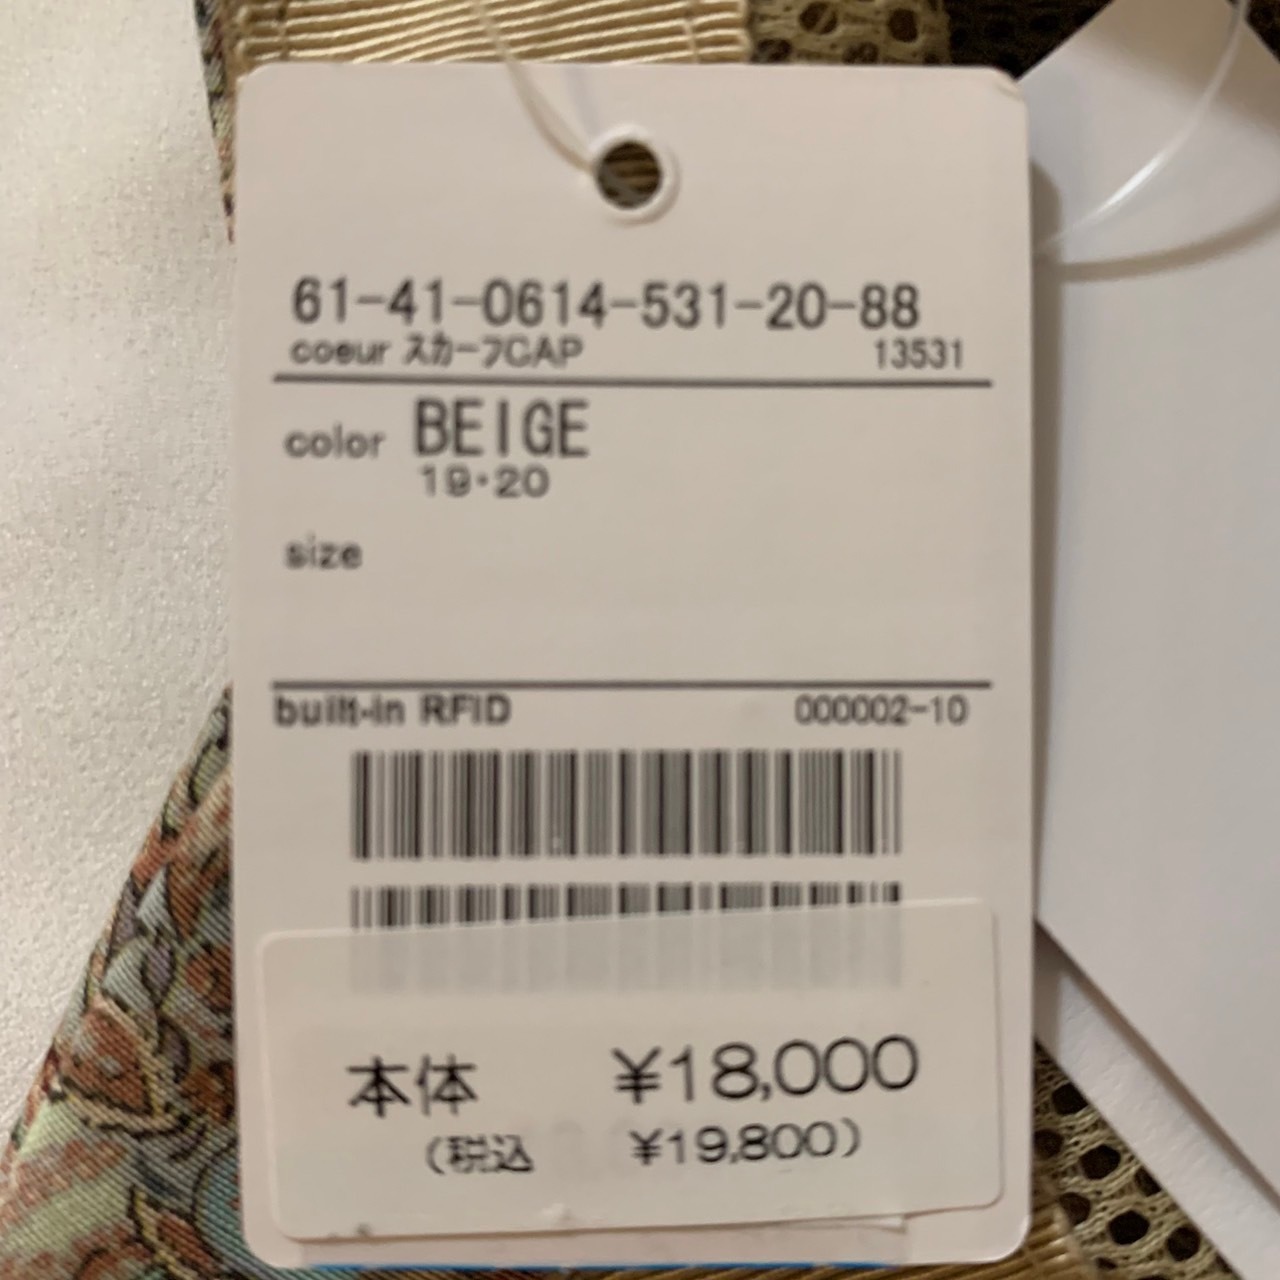 61-41-0614-531-20-88
coeur スカーフCAP 13531
color BEIGE
19・20
size
built-in RFID 000002-10
本体 ¥18,000
(税込 ¥19,800)